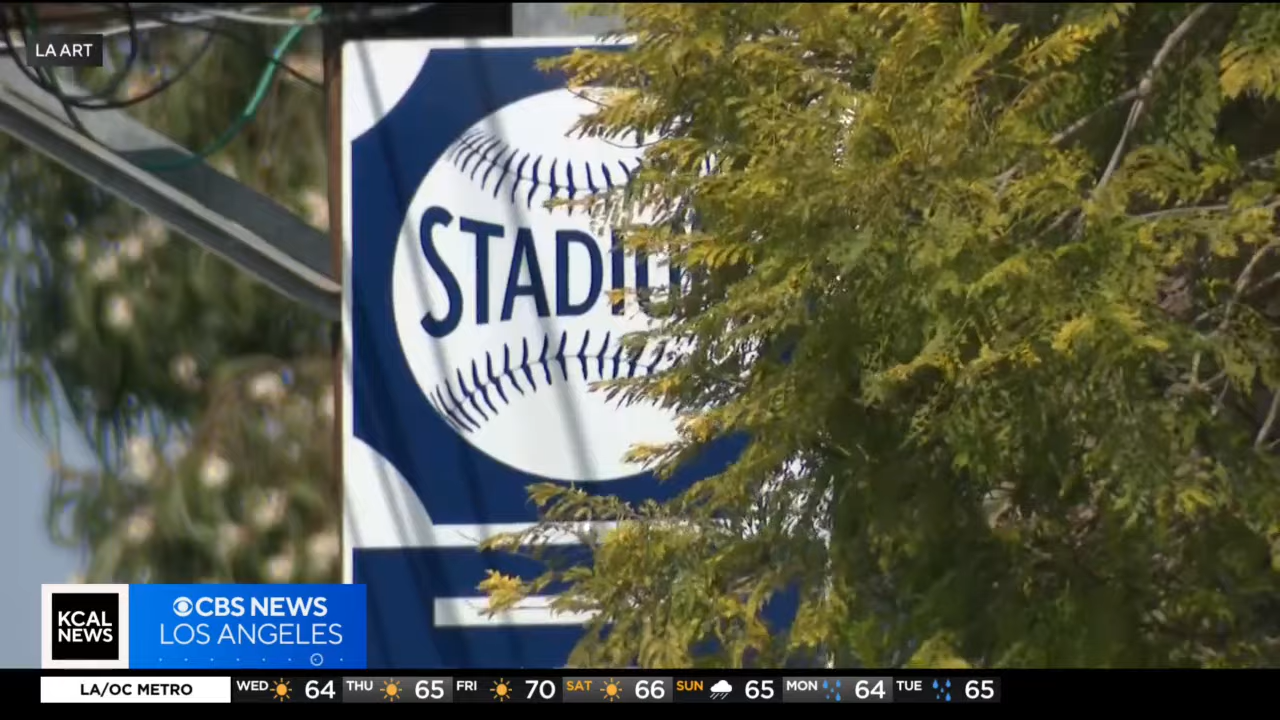 LA ART
STADIU
KCAL
NEWS
CBS NEWS
LOS ANGELES
LA/OC METRO
WED 64 THU 65 FRI 70 SAT 66 SUN 65 MON 64 TUE 65